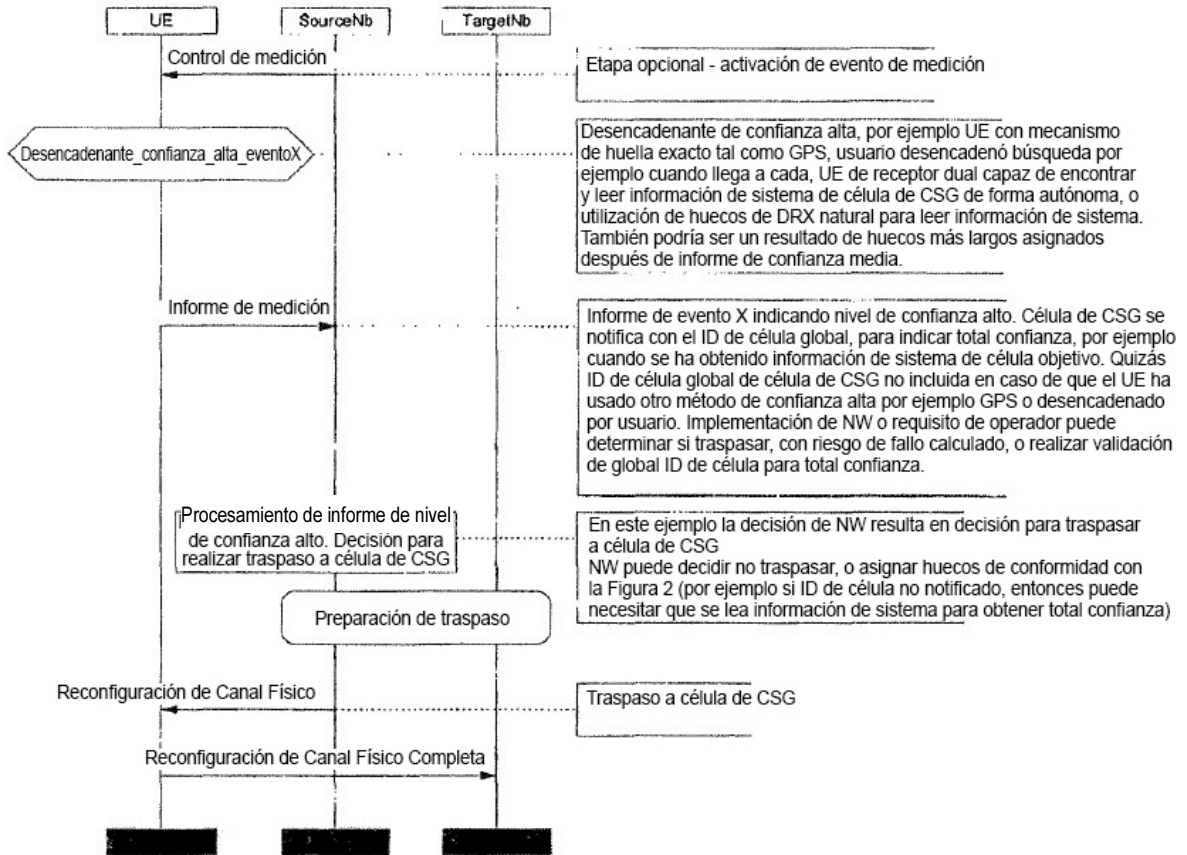 UE
SourceNb
TargetNb
Control de medición
Etapa opcional - activación de evento de medición
Desencadenante_confianza_alta_eventoX
Desencadenante de confianza alta, por ejemplo UE con mecanismo
de huella exacto tal como GPS, usuario desencadenó búsqueda por
ejemplo cuando llega a cada, UE de receptor dual capaz de encontrar
y leer información de sistema de célula de CSG de forma autónoma, o
utilización de huecos de DRX natural para leer información de sistema.
También podría ser un resultado de huecos más largos asignados
después de informe de confianza media.
Informe de medición
Informe de evento X indicando nivel de confianza alto. Célula de CSG se
notifica con el ID de célula global, para indicar total confianza, por ejemplo
cuando se ha obtenido información de sistema de célula objetivo. Quizás
ID de célula global de célula de CSG no incluida en caso de que el UE ha
usado otro método de confianza alta por ejemplo GPS o desencadenado
por usuario. Implementación de NW o requisito de operador puede
determinar si traspasar, con riesgo de fallo calculado, o realizar validación
de global ID de célula para total confianza.
Procesamiento de informe de nivel
de confianza alto. Decisión para
realizar traspaso a célula de CSG
En este ejemplo la decisión de NW resulta en decisión para traspasar
a célula de CSG
NW puede decidir no traspasar, o asignar huecos de conformidad con
la Figura 2 (por ejemplo si ID de célula no notificado, entonces puede
necesitar que se lea información de sistema para obtener total confianza)
Preparación de traspaso
Reconfiguración de Canal Físico
Traspaso a célula de CSG
Reconfiguración de Canal Físico Completa